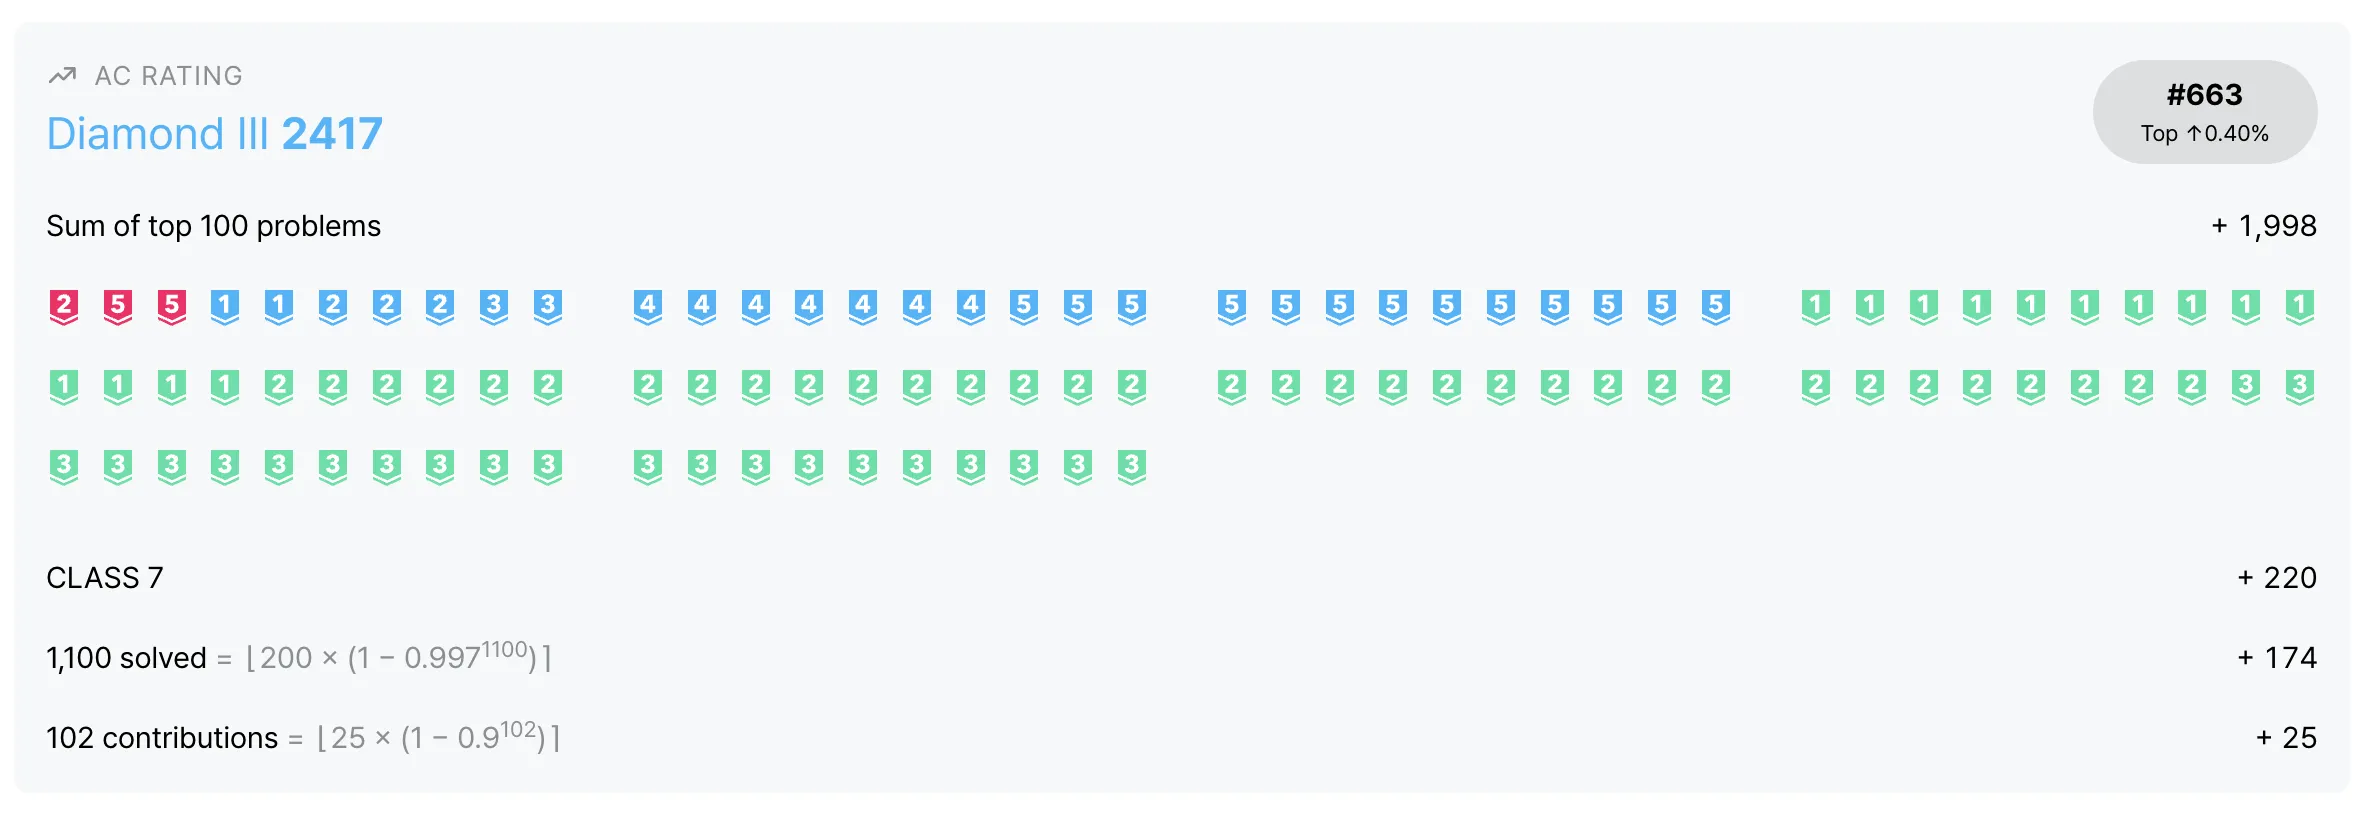 AC RATING
Diamond III 2417
#663
Top ↑0.40%
Sum of top 100 problems + 1,998
2 5 5 1 1 2 2 2 3 3 4 4 4 4 4 4 4 5 5 5 5 5 5 5 5 5 5 5 5 5 1 1 1 1 1 1 1 1 1 1
1 1 1 1 2 2 2 2 2 2 2 2 2 2 2 2 2 2 2 2 2 2 2 2 2 2 2 2 2 2 2 2 2 2 2 2 2 2 3 3
3 3 3 3 3 3 3 3 3 3 3 3 3 3 3 3 3 3 3 3
CLASS 7 + 220
1,100 solved = ⌊200 × (1 − 0.997^1100)⌉ + 174
102 contributions = ⌊25 × (1 − 0.9^102)⌉ + 25